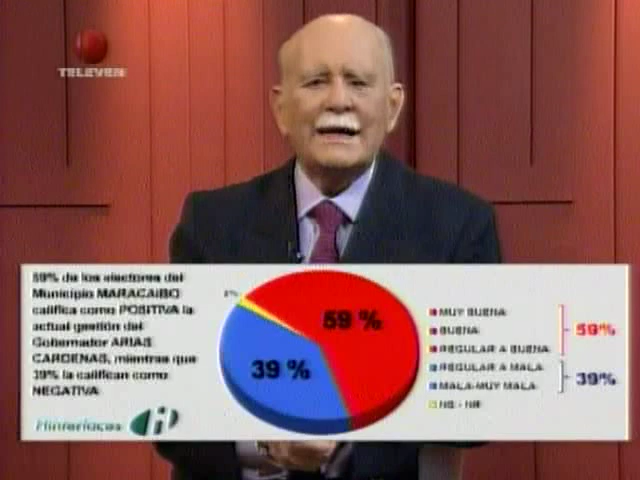 TELEVEN
59% de los electores del
Municipio MARACAIBO
califica como POSITIVA la
actual gestión del
Gobernador ARIAS
CARDENAS, mientras que
39% la califican como
NEGATIVA
Hinterlaces
59 %
39 %
MUY BUENA
BUENA
REGULAR A BUENA
REGULAR A MALA
MALA-MUY MALA
NS - NR
59%
39%